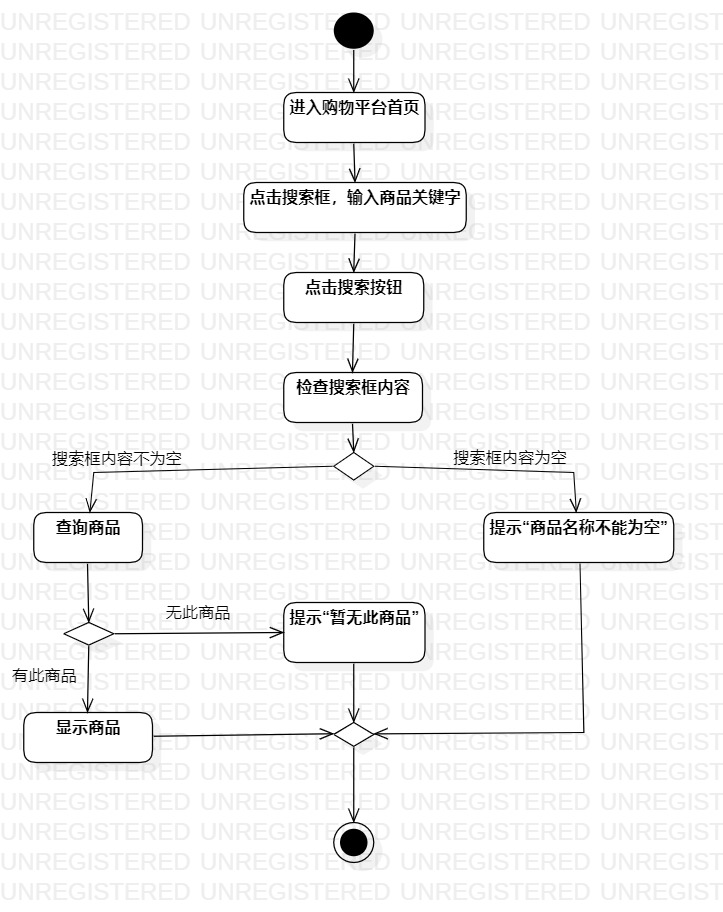 进入购物平台首页
点击搜索框，输入商品关键字
点击搜索按钮
检查搜索框内容
搜索框内容不为空
搜索框内容为空
查询商品
提示“商品名称不能为空”
无此商品
提示“暂无此商品”
有此商品
显示商品
UNREGISTERED